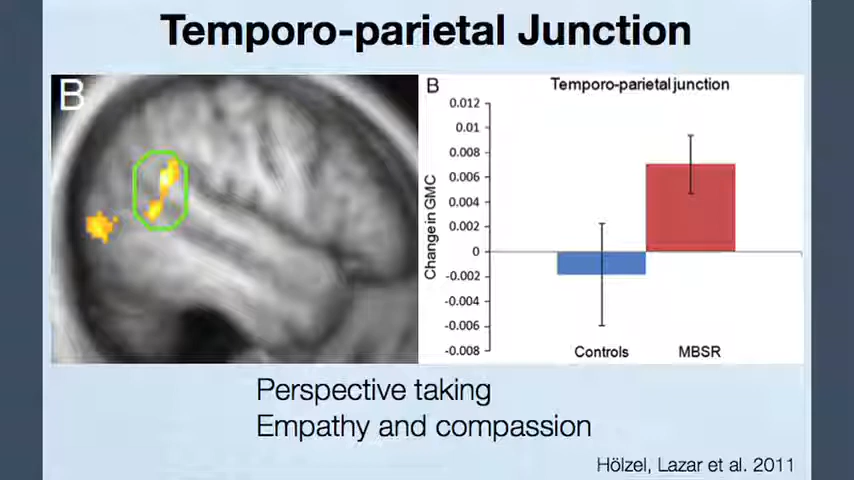 Temporo-parietal Junction
B
B
Temporo-parietal junction
Change in GMC
0.012
0.01
0.008
0.006
0.004
0.002
0
-0.002
-0.004
-0.006
-0.008
Controls
MBSR
Perspective taking
Empathy and compassion
Hölzel, Lazar et al. 2011